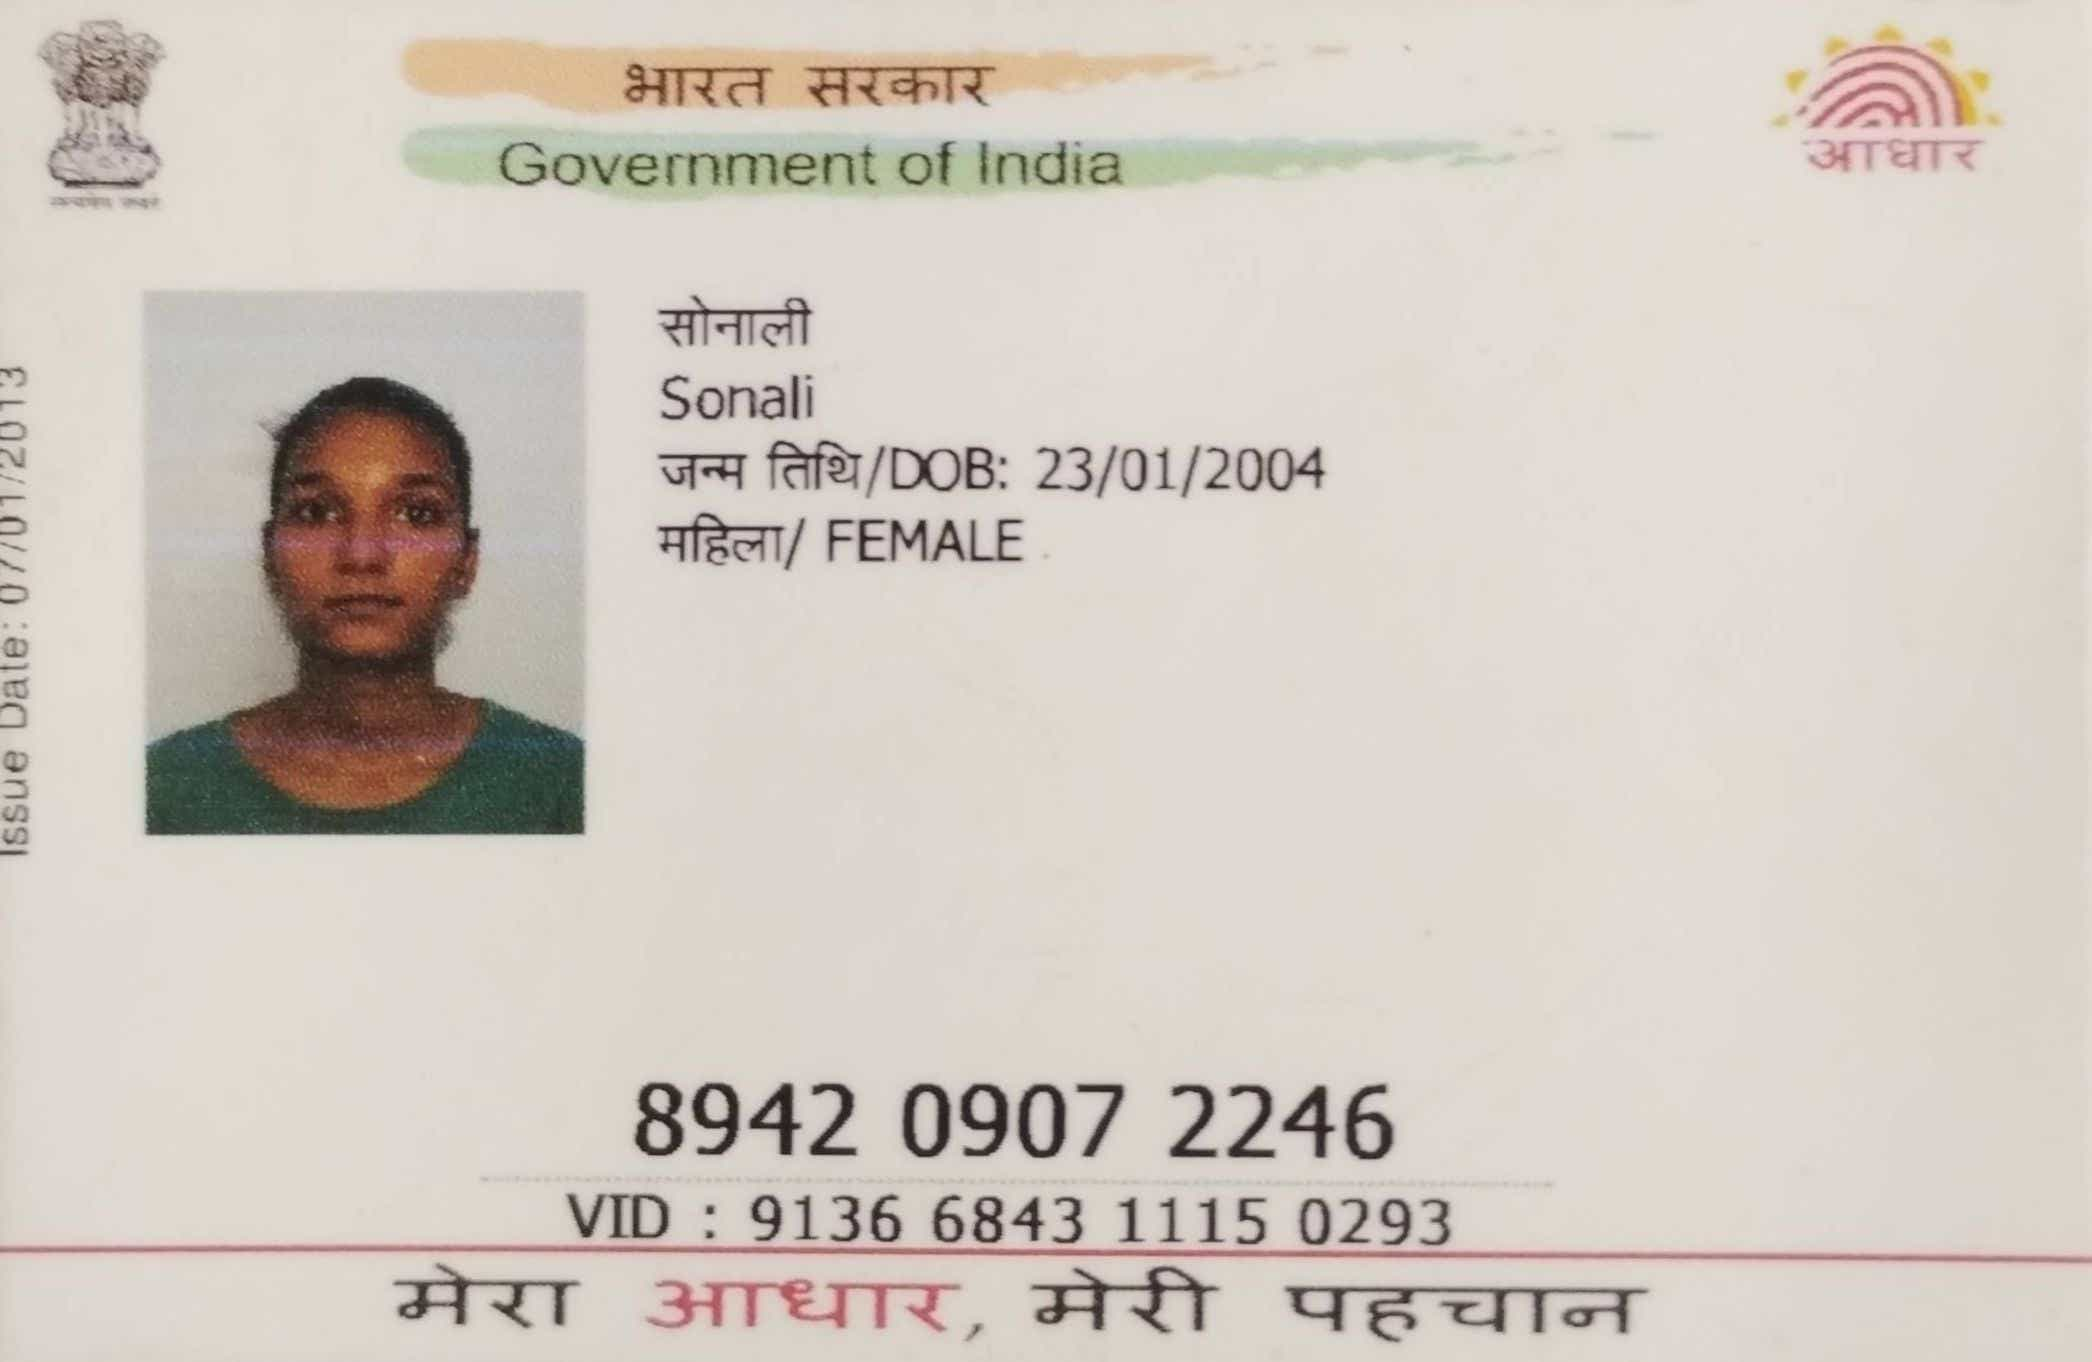 भारत सरकार
Government of India
आधार
Issue Date: 07/01/2013
सोनाली
Sonali
जन्म तिथि/DOB: 23/01/2004
महिला/ FEMALE
8942 0907 2246
VID : 9136 6843 1115 0293
मेरा आधार, मेरी पहचान